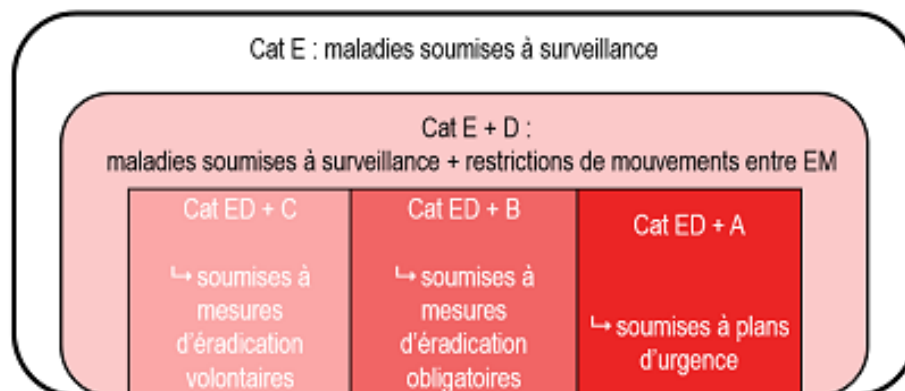 Cat E : maladies soumises à surveillance
Cat E + D :
maladies soumises à surveillance + restrictions de mouvements entre EM
Cat ED + C
↳ soumises à
mesures
d'éradication
volontaires
Cat ED + B
↳ soumises à
mesures
d'éradication
obligatoires
Cat ED + A
↳ soumises à plans
d'urgence